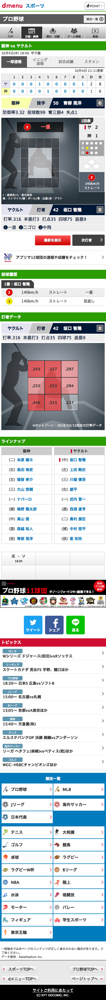 dmenu スポーツ
d POINT
プロ野球
競技一覧
TOP
日程・結果
順位・成績
チーム情報
動画
阪神 vs ヤクルト
10月4日(木) 18:00 甲子園
一球速報
イニング
速報
試合成績
スタメン
10月4日 21:11更新
1 2 3 4 5 6 7 8 9 計 安
ヤ 0 0 0 1 0 0 0 0 1 2 8
神 0 0 0 0 1 0 0 0 0 1 6
阪神 投手 50 青柳 晃洋 右
防御率3.32 投球数99 奪三振4 失点1
2 一直
1回表
ヤ 2
神 1
B
S
O
2
140km/h
ストレート
○：直球系/△：変化球系
黄：ストライク/緑：ボール/青：出塁/赤：アウト
ヤクルト 打者 42 坂口 智隆 左
打率.316 本塁打3 打点35 四球75 盗塁9
❶一直 ❷二ゴロ ❸中飛
最新を表示
次打者
dmenu
アプリで12球団の速報や成績をチェック！
投球履歴
1番：坂口 智隆
2 140km/h ストレート 一直
1 140km/h ストレート 見逃し
打者データ
ヤクルト 打者 42 坂口 智隆 左
打率.316 本塁打3 打点35 四球75 盗塁9
.343 .357 .297
.255 .353 .294
.446 .313 .237
※ホットゾーン：2018/10/13現在の打率データ
ラインナップ
阪神 ヤクルト
(二) 糸原 健斗 (中) 坂口 智隆
(右) 島田 海吏 (左) 上田 剛史
(左) 福留 孝介 (三) 川端 慎吾
(三) 大山 悠輔 (右) 雄平
(一) ナバーロ (一) 武内 晋一
(捕) 梅野 隆太郎 (遊) 西浦 直亨
(中) 高山 俊 (二) 奥村 展征
(遊) 森越 祐人 (捕) 中村 悠平
(投) 青柳 晃洋 (投) 星 知弥
広 － ソ
18:30
プロ野球11球団 ダゾーンフォードコモで観戦できる！
初回
31日間
無料
ツイート
シェア
LINE
送る
トピックス
ＭＬＢ
Wシリーズ ドジャース(前田)vsRソックス
フィギュア
スケートカナダ 男女FS 宇野、樋口ほか
プロ野球
18:30〜 日本S 広島vsソフトB
Jリーグ
15:00〜 名古屋vs札幌
Bリーグ
13:05〜 京都vsA東京ほか
競馬
15:40〜 天皇賞(秋)
テニス
エルステバンクOP 決勝 錦織vsアンダーソン
海外サッカー
リーガ ヘタフェ(柴崎)vsベティス(乾)ほか
ゴルフ
WGC-HSBCチャンピオンズほか
競技一覧
プロ野球 MLB
Jリーグ 海外サッカー
日本代表
テニス 大相撲
ゴルフ 競馬
卓球 ラグビー
ラグビーW杯 Bリーグ
NBA 陸上
水泳 格闘技
モーター バレー
フィギュア 学生スポーツ
東京五輪
一部端末では本ページのコンテンツが正しく表示されない場合があります。ご
了承ください。
データ提供：DataStadium Inc.
スポーツTOPへ
プロ野球TOPへ
dメニューTOPへ
ページトップへ
サイトご利用にあたって
(C) NTT DOCOMO, INC.